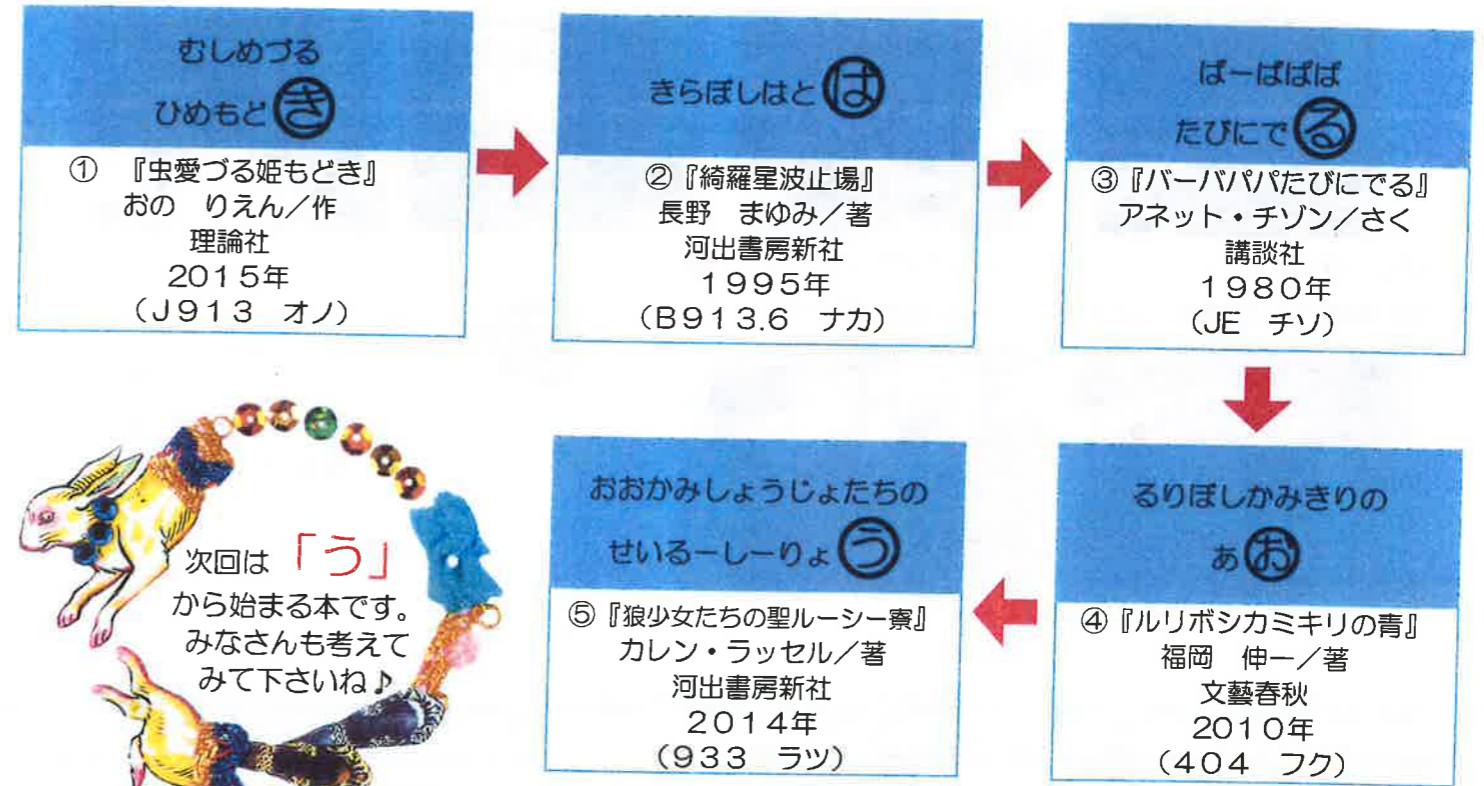 むしめづる
ひめもどき
① 『虫愛づる姫もどき』
おの りえん／作
理論社
2015年
（J913 オノ）
きらぼしはとば
②『綺羅星波止場』
長野 まゆみ／著
河出書房新社
1995年
（B913.6 ナカ）
ばーばぱぱ
たびにでる
③『バーバパパたびにでる』
アネット・チゾン／さく
講談社
1980年
（JE チソ）
るりぼしかみきりの
あお
④『ルリボシカミキリの青』
福岡 伸一／著
文藝春秋
2010年
（404 フク）
おおかみしょうじょたちの
せいるーしーりょう
⑤『狼少女たちの聖ルーシー寮』
カレン・ラッセル／著
河出書房新社
2014年
（933 ラツ）
次回は「う」
から始まる本です。
みなさんも考えて
みて下さいね♪